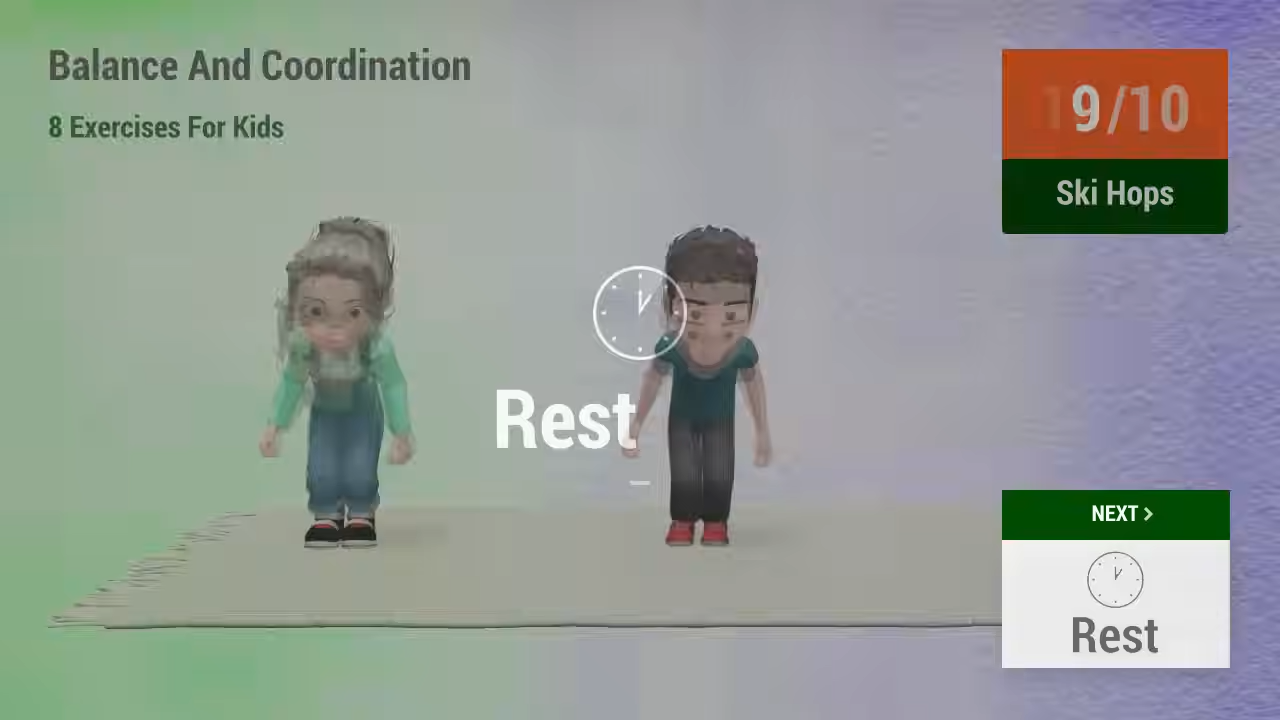 Balance And Coordination
8 Exercises For Kids
9/10
Ski Hops
Rest
NEXT >
Rest